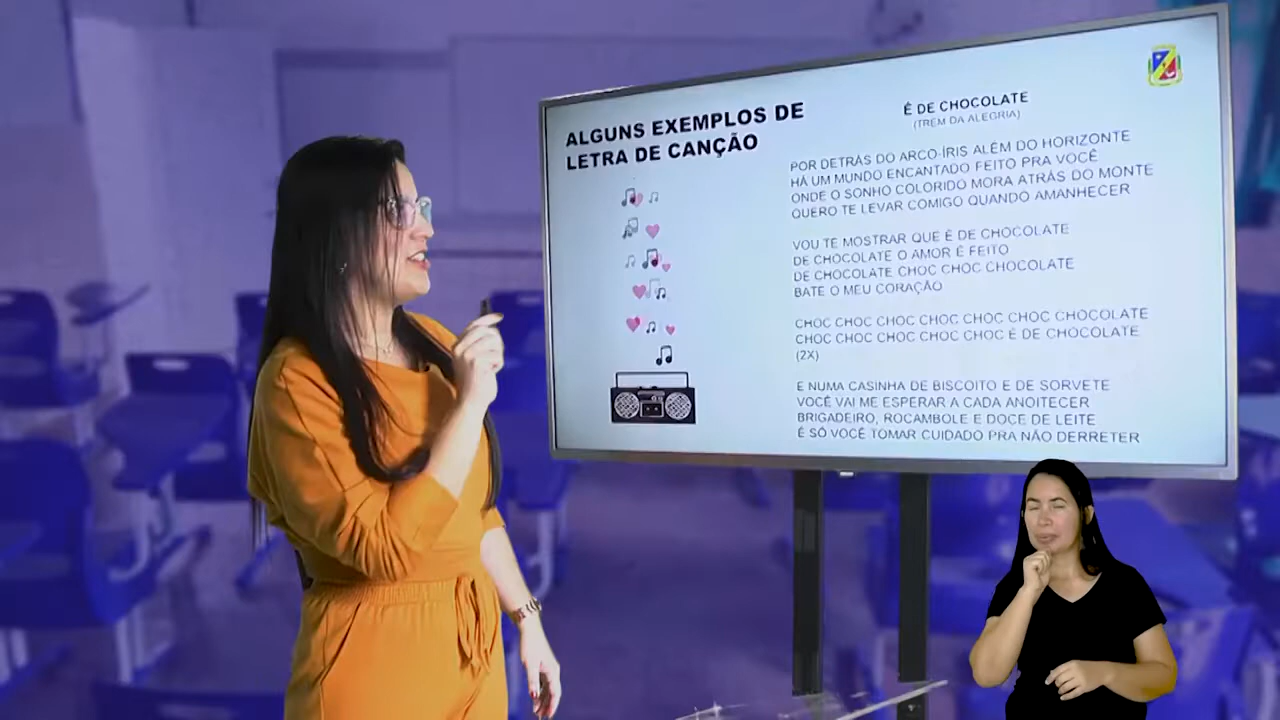 ALGUNS EXEMPLOS DE
LETRA DE CANÇÃO
É DE CHOCOLATE
(TREM DA ALEGRIA)
POR DETRÁS DO ARCO-ÍRIS ALÉM DO HORIZONTE
HÁ UM MUNDO ENCANTADO FEITO PRA VOCÊ
ONDE O SONHO COLORIDO MORA ATRÁS DO MONTE
QUERO TE LEVAR COMIGO QUANDO AMANHECER
VOU TE MOSTRAR QUE É DE CHOCOLATE
DE CHOCOLATE O AMOR É FEITO
DE CHOCOLATE CHOC CHOC CHOCOLATE
BATE O MEU CORAÇÃO
CHOC CHOC CHOC CHOC CHOC CHOC CHOCOLATE
CHOC CHOC CHOC CHOC CHOC É DE CHOCOLATE
(2X)
E NUMA CASINHA DE BISCOITO E DE SORVETE
VOCÊ VAI ME ESPERAR A CADA ANOITECER
BRIGADEIRO, ROCAMBOLE E DOCE DE LEITE
É SÓ VOCÊ TOMAR CUIDADO PRA NÃO DERRETER